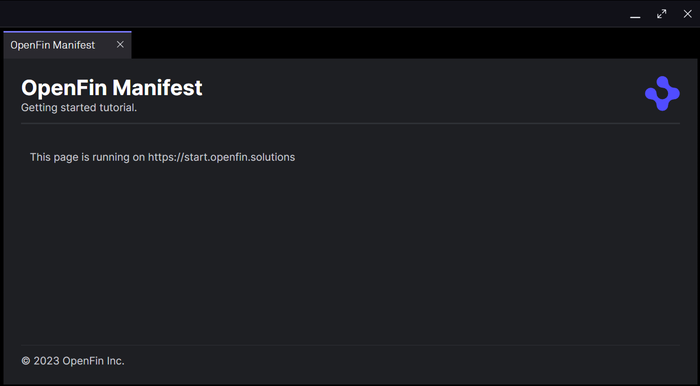 OpenFin Manifest
OpenFin Manifest
Getting started tutorial.
This page is running on https://start.openfin.solutions
© 2023 OpenFin Inc.